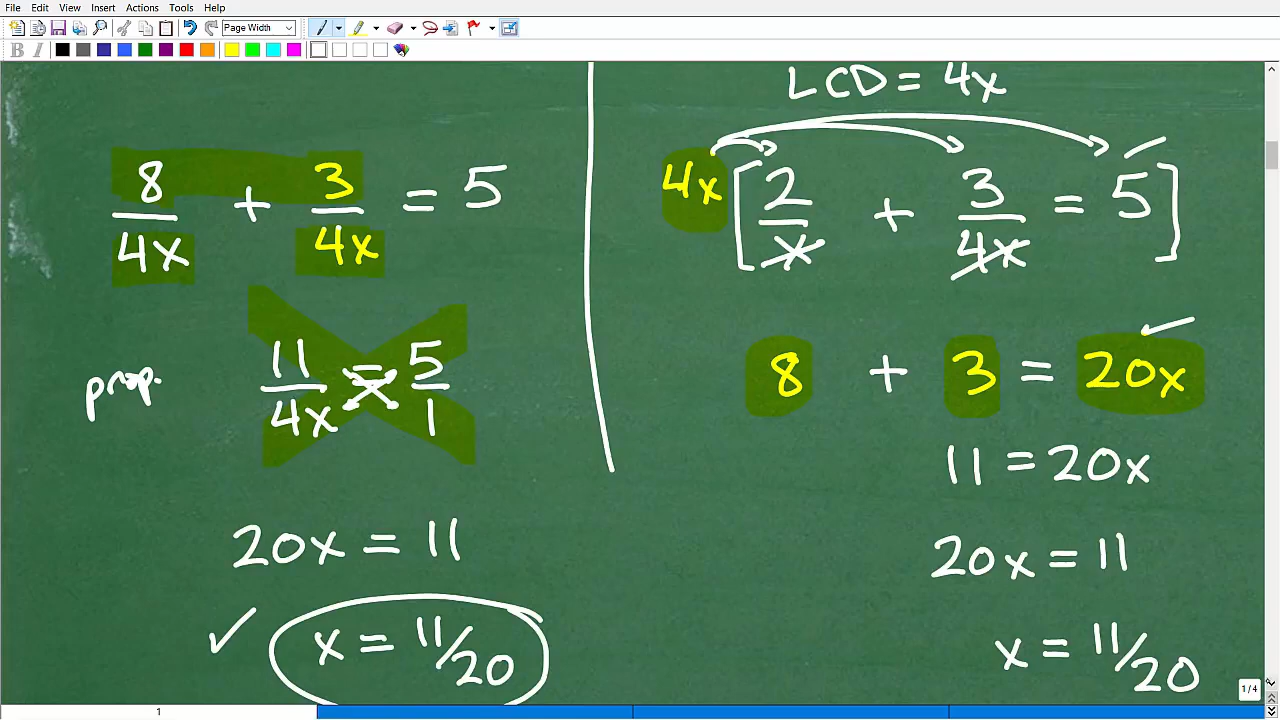 File Edit View Insert Actions Tools Help
Page Width
B I
8/4x + 3/4x = 5
prop. 11/4x = 5/1
20x = 11
x = 11/20
LCD = 4x
4x [2/x + 3/4x = 5]
8 + 3 = 20x
11 = 20x
20x = 11
x = 11/20
1/4
1